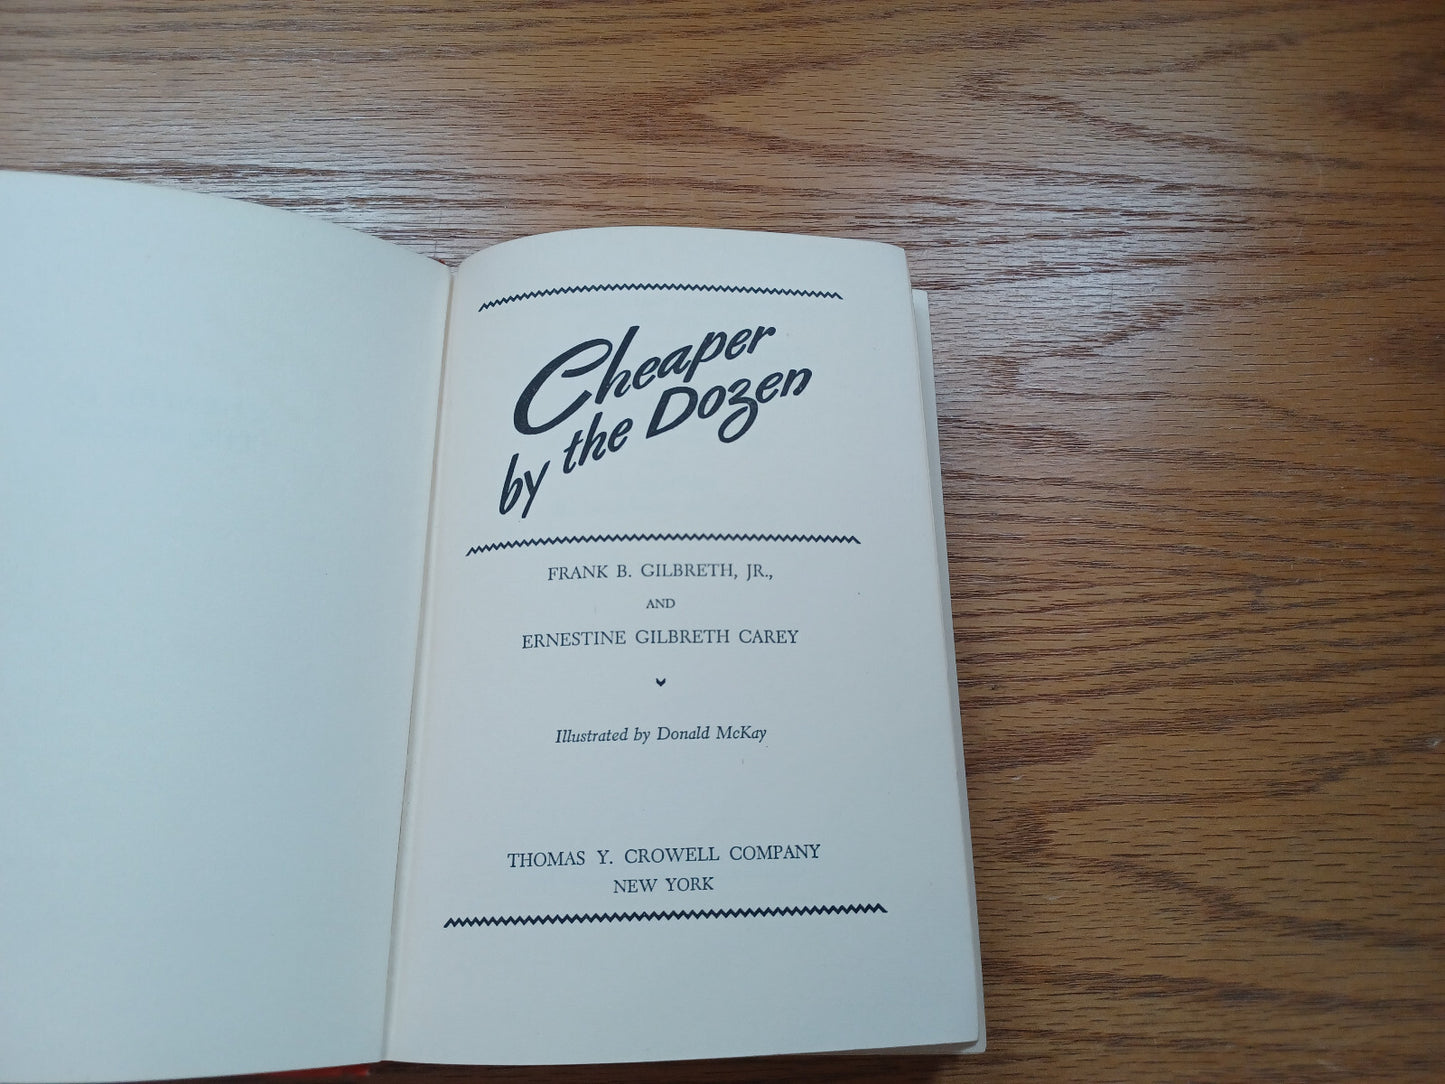 Cheaper
by the Dozen
FRANK B. GILBRETH, JR.,
AND
ERNESTINE GILBRETH CAREY
Illustrated by Donald McKay
THOMAS Y. CROWELL COMPANY
NEW YORK